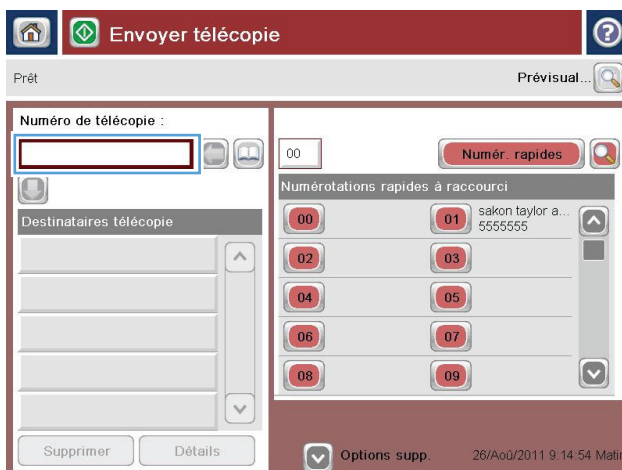 Envoyer télécopie
?
Prêt
Prévisual...
Numéro de télécopie :
00
Numér. rapides
Numérotations rapides à raccourci
Destinataires télécopie
00
01 sakon taylor a...
5555555
02
03
04
05
06
07
08
09
Supprimer
Détails
Options supp.
26/Aoû/2011 9:14:54 Matin